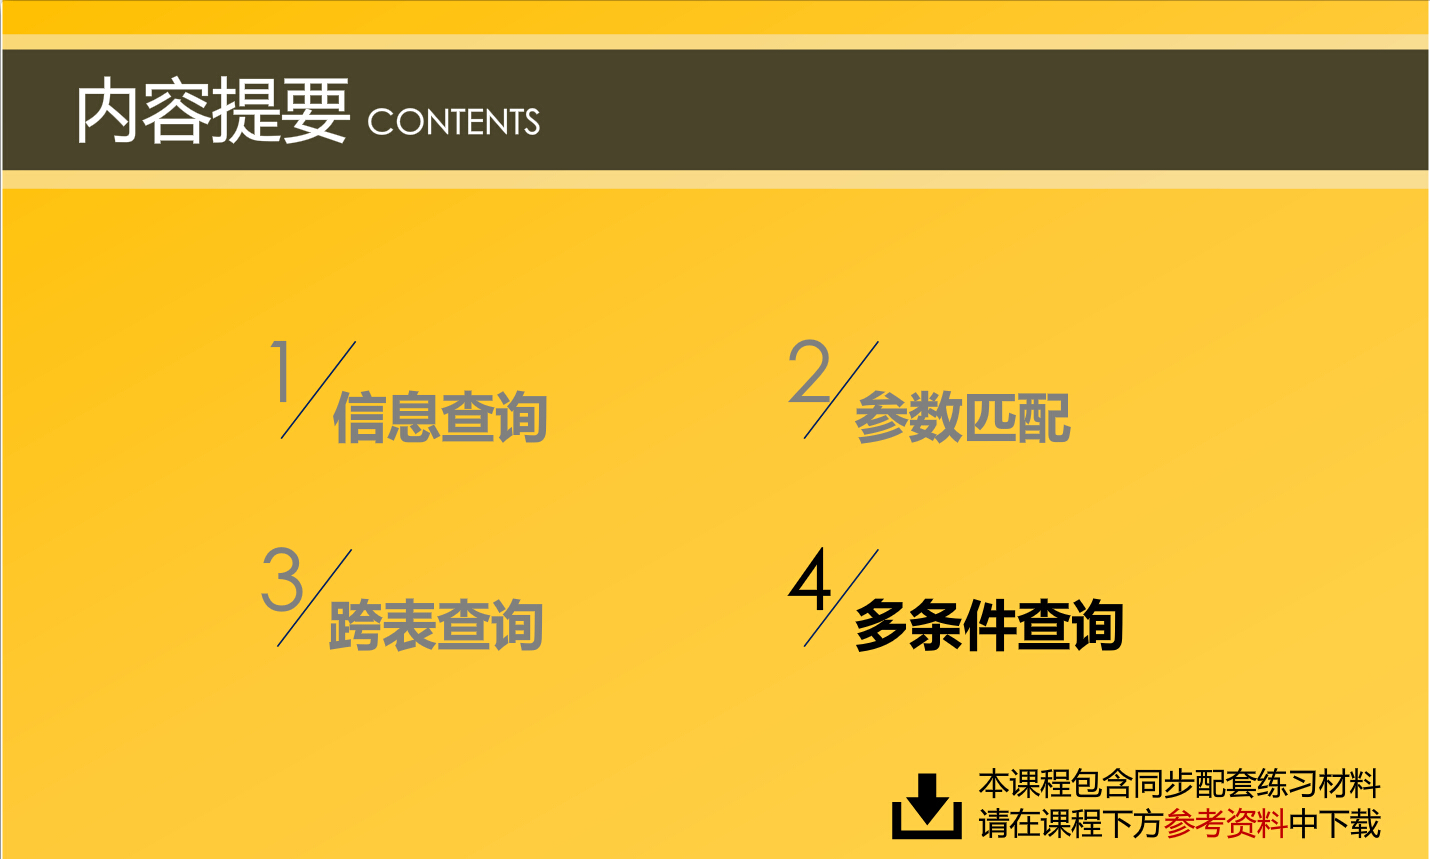 内容提要 CONTENTS
1 信息查询
2 参数匹配
3 跨表查询
4 多条件查询
本课程包含同步配套练习材料
请在课程下方参考资料中下载